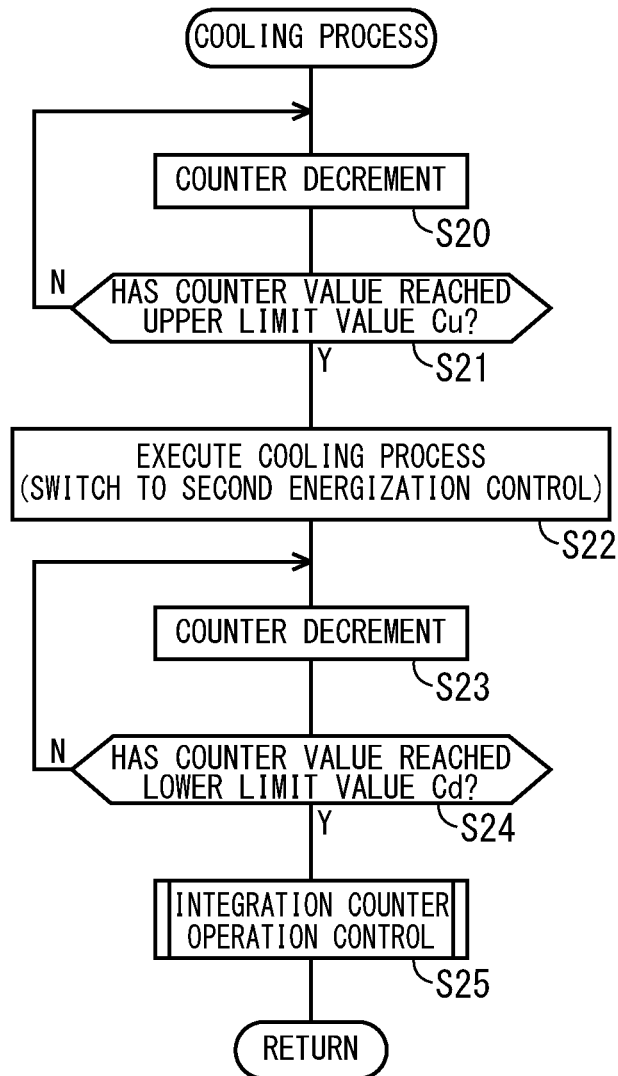 COOLING PROCESS
COUNTER DECREMENT
S20
N
HAS COUNTER VALUE REACHED
UPPER LIMIT VALUE Cu?
Y
S21
EXECUTE COOLING PROCESS
(SWITCH TO SECOND ENERGIZATION CONTROL)
S22
COUNTER DECREMENT
S23
N
HAS COUNTER VALUE REACHED
LOWER LIMIT VALUE Cd?
Y
S24
INTEGRATION COUNTER
OPERATION CONTROL
S25
RETURN